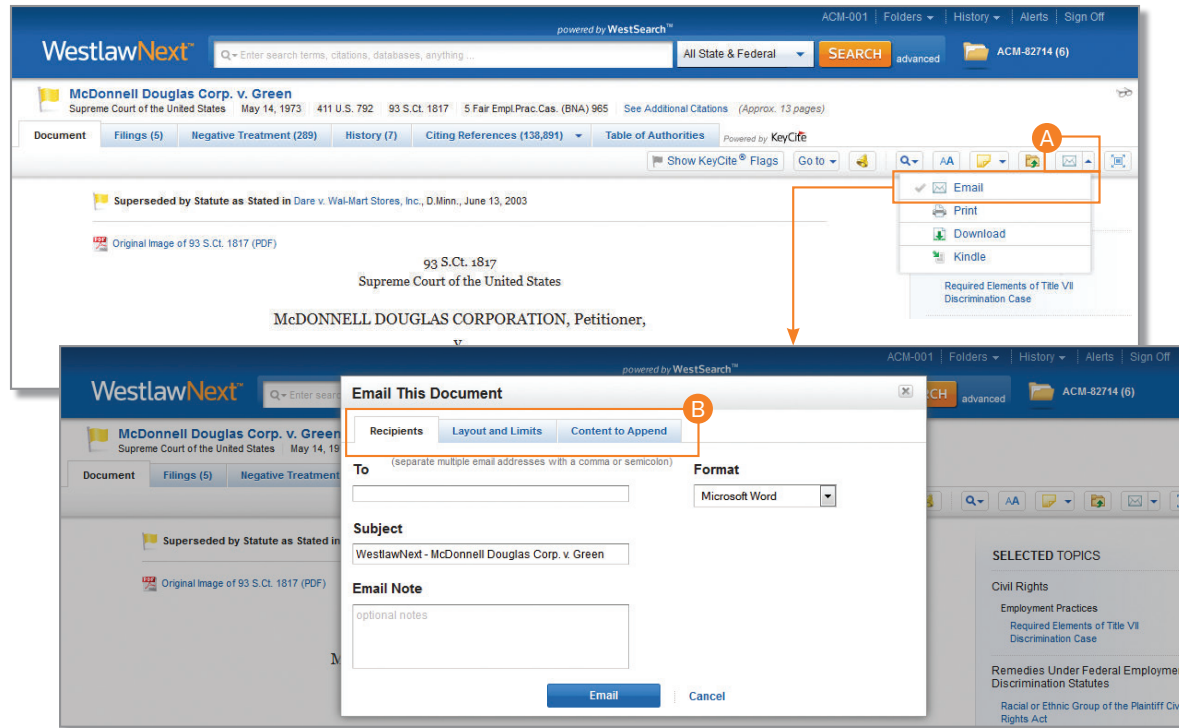 ACM-001 Folders History Alerts Sign Off
powered by WestSearch™
WestlawNext™ Enter search terms, citations, databases, anything ... All State & Federal SEARCH advanced ACM-82714 (6)
McDonnell Douglas Corp. v. Green
Supreme Court of the United States May 14, 1973 411 U.S. 792 93 S.Ct. 1817 5 Fair Empl.Prac.Cas. (BNA) 965 See Additional Citations (Approx. 13 pages)
Document Filings (5) Negative Treatment (289) History (7) Citing References (138,891) Table of Authorities Powered by KeyCite
A
Show KeyCite® Flags Go to AA
Email
Superseded by Statute as Stated in Dare v. Wal-Mart Stores, Inc., D.Minn., June 13, 2003
Print
Download
Original Image of 93 S.Ct. 1817 (PDF)
Kindle
93 S.Ct. 1817
Supreme Court of the United States
Required Elements of Title VII
Discrimination Case
McDONNELL DOUGLAS CORPORATION, Petitioner,
v.
ACM-001 Folders History Alerts Sign Off
powered by WestSearch™
WestlawNext™ Enter sear CH advanced ACM-82714 (6)
McDonnell Douglas Corp. v. Green
Supreme Court of the United States May 14, 19
Document Filings (5) Negative Treatment
AA
Superseded by Statute as Stated in
Original Image of 93 S.Ct. 1817 (PDF)
M
Email This Document
B
Recipients Layout and Limits Content to Append
To (separate multiple email addresses with a comma or semicolon)
Format
Microsoft Word
Subject
WestlawNext - McDonnell Douglas Corp. v. Green
Email Note
optional notes
Email Cancel
SELECTED TOPICS
Civil Rights
Employment Practices
Required Elements of Title VII
Discrimination Case
Remedies Under Federal Employme
Discrimination Statutes
Racial or Ethnic Group of the Plaintiff Civ
Rights Act